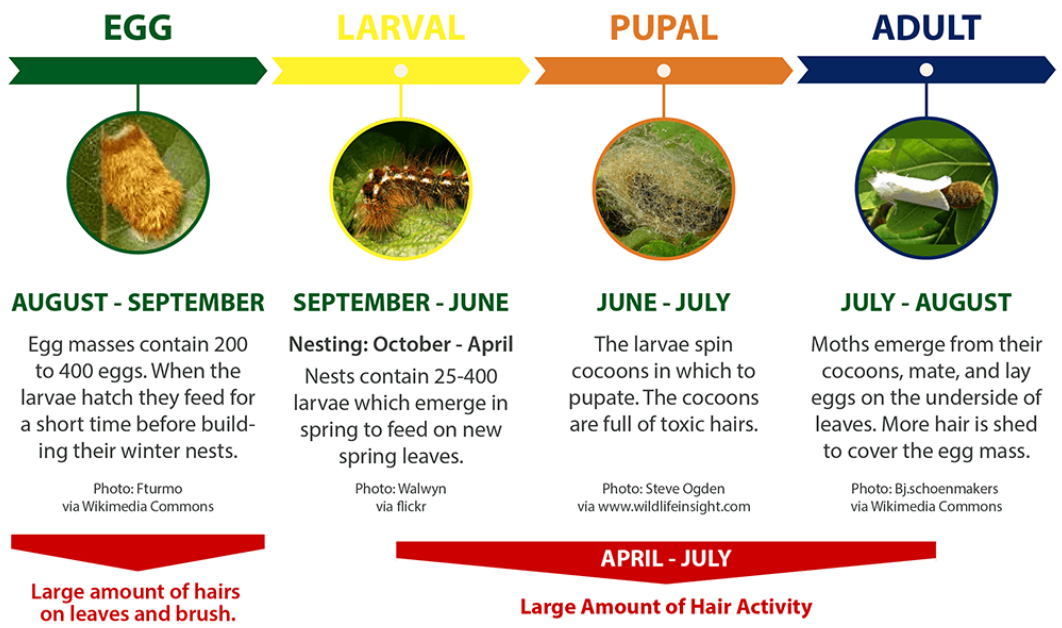 EGG
LARVAL
PUPAL
ADULT
AUGUST - SEPTEMBER
Egg masses contain 200
to 400 eggs. When the
larvae hatch they feed for
a short time before build-
ing their winter nests.
Photo: Fturmo
via Wikimedia Commons
SEPTEMBER - JUNE
Nesting: October - April
Nests contain 25-400
larvae which emerge in
spring to feed on new
spring leaves.
Photo: Walwyn
via flickr
JUNE - JULY
The larvae spin
cocoons in which to
pupate. The cocoons
are full of toxic hairs.
Photo: Steve Ogden
via www.wildlifeinsight.com
JULY - AUGUST
Moths emerge from their
cocoons, mate, and lay
eggs on the underside of
leaves. More hair is shed
to cover the egg mass.
Photo: Bj.schoenmakers
via Wikimedia Commons
Large amount of hairs
on leaves and brush.
APRIL - JULY
Large Amount of Hair Activity